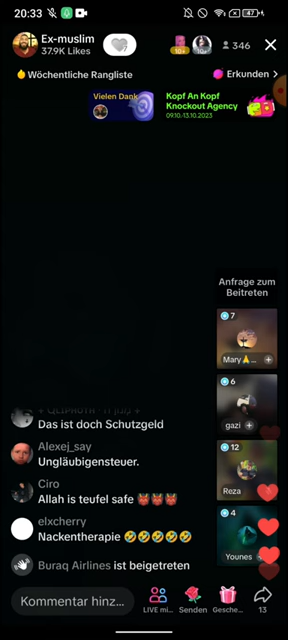 20:33
47
Ex-muslim
37.9K Likes
10+
10+
346
Wöchentliche Rangliste
Erkunden
Vielen Dank
Kopf An Kopf
Knockout Agency
09.10-13.10.2023
Anfrage zum
Beitreten
7
Mary🙏...
6
gazi
12
Reza
4
Younes
Das ist doch Schutzgeld
Alexej_say
Ungläubigensteuer.
Ciro
Allah is teufel safe 👹👹👹
elxcherry
Nackentherapie 🤣🤣🤣🤣🤣
Buraq Airlines ist beigetreten
Kommentar hinz...
LIVE mi...
Senden
Gesche...
13